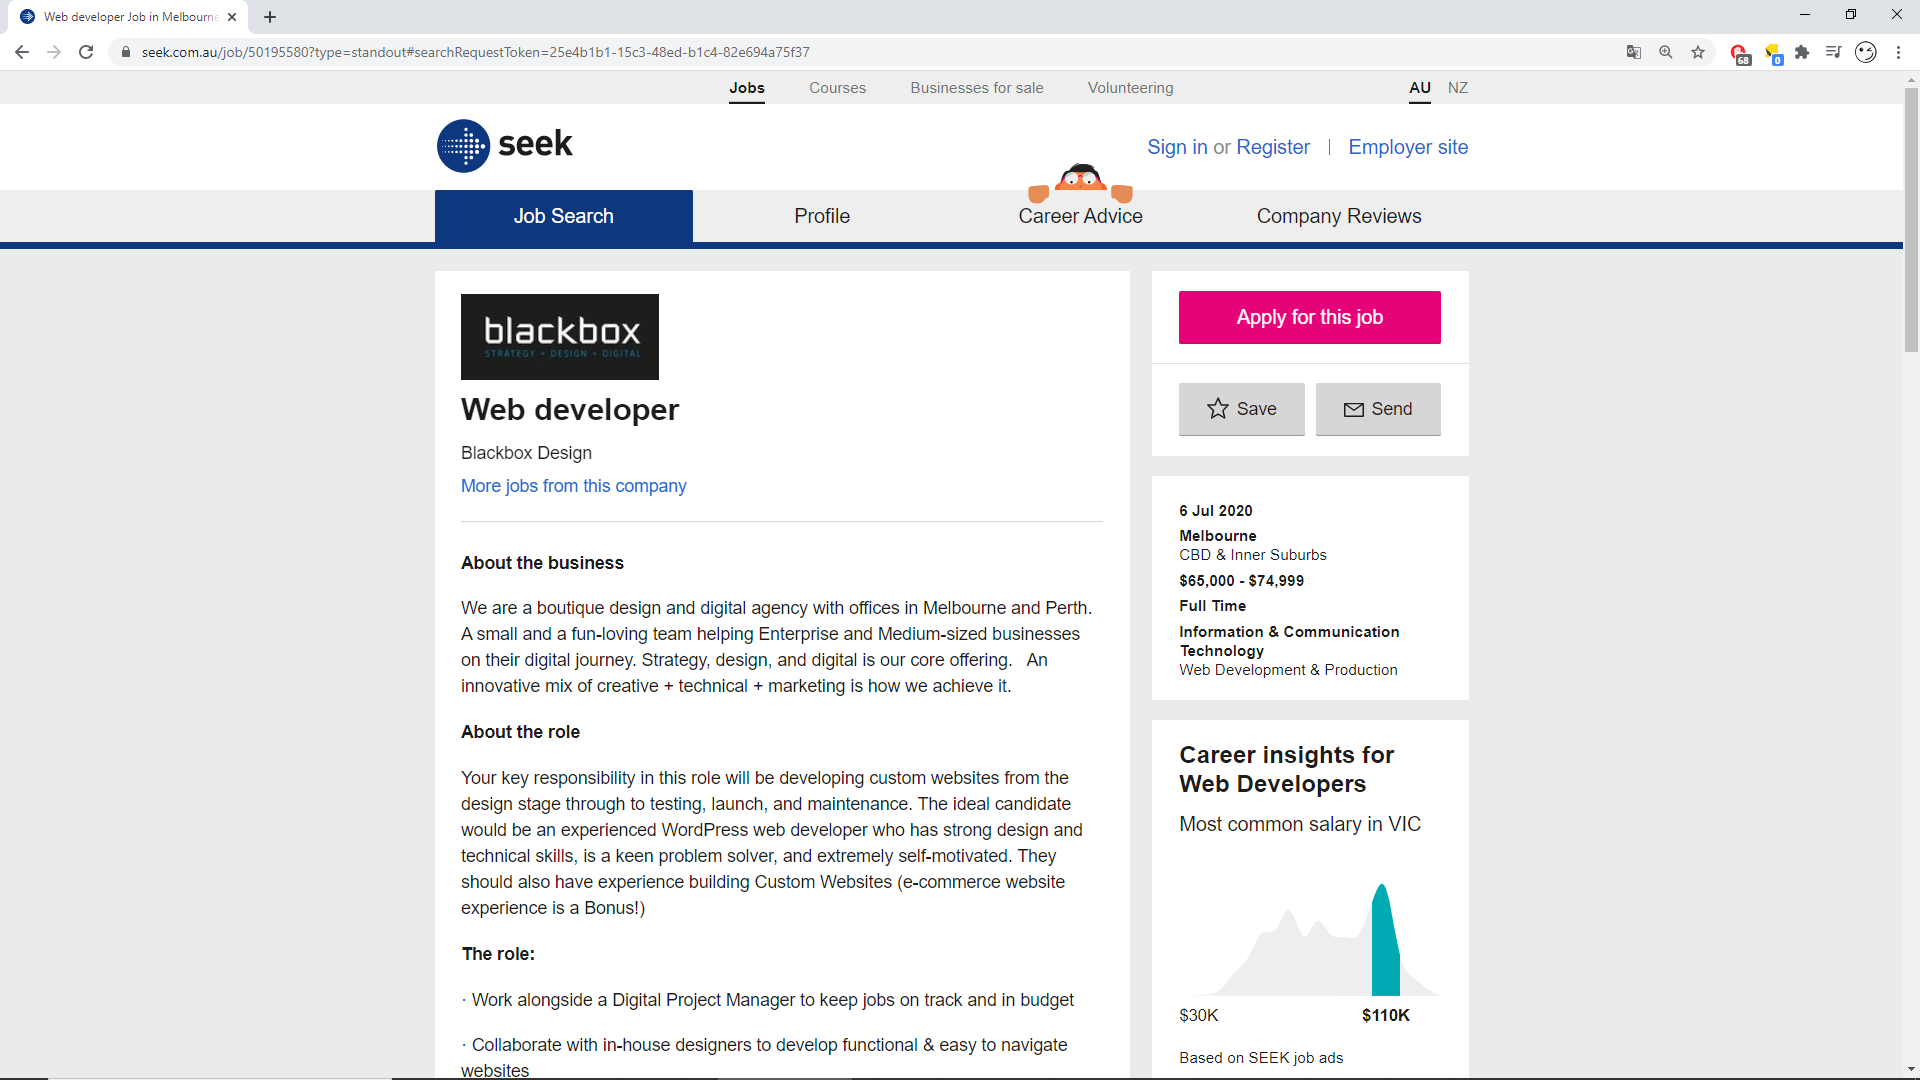 Web developer Job in Melbourne
seek.com.au/job/50195580?type=standout#searchRequestToken=25e4b1b1-15c3-48ed-b1c4-82e694a75f37
68
0
Jobs
Courses
Businesses for sale
Volunteering
AU
NZ
seek
Sign in or Register | Employer site
Job Search
Profile
Career Advice
Company Reviews
blackbox
STRATEGY + DESIGN + DIGITAL
Web developer
Blackbox Design
More jobs from this company
About the business
We are a boutique design and digital agency with offices in Melbourne and Perth.
A small and a fun-loving team helping Enterprise and Medium-sized businesses
on their digital journey. Strategy, design, and digital is our core offering.   An
innovative mix of creative + technical + marketing is how we achieve it.
About the role
Your key responsibility in this role will be developing custom websites from the
design stage through to testing, launch, and maintenance. The ideal candidate
would be an experienced WordPress web developer who has strong design and
technical skills, is a keen problem solver, and extremely self-motivated. They
should also have experience building Custom Websites (e-commerce website
experience is a Bonus!)
The role:
· Work alongside a Digital Project Manager to keep jobs on track and in budget
· Collaborate with in-house designers to develop functional & easy to navigate
websites
Apply for this job
Save
Send
6 Jul 2020
Melbourne
CBD & Inner Suburbs
$65,000 - $74,999
Full Time
Information & Communication
Technology
Web Development & Production
Career insights for
Web Developers
Most common salary in VIC
$30K
$110K
Based on SEEK job ads